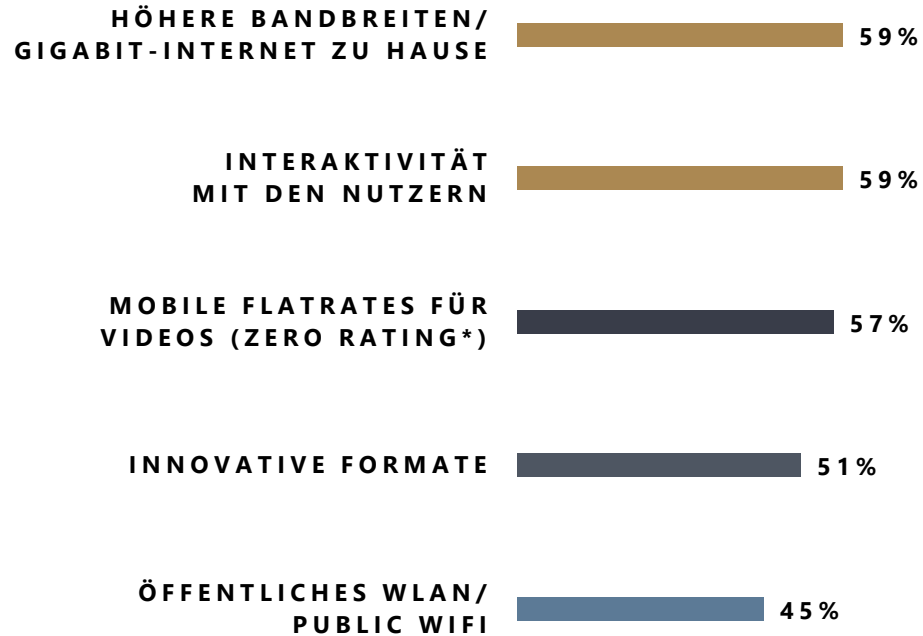 HÖHERE BANDBREITEN/
GIGABIT-INTERNET ZU HAUSE
59%
INTERAKTIVITÄT
MIT DEN NUTZERN
59%
MOBILE FLATRATES FÜR
VIDEOS (ZERO RATING*)
57%
INNOVATIVE FORMATE
51%
ÖFFENTLICHES WLAN/
PUBLIC WIFI
45%